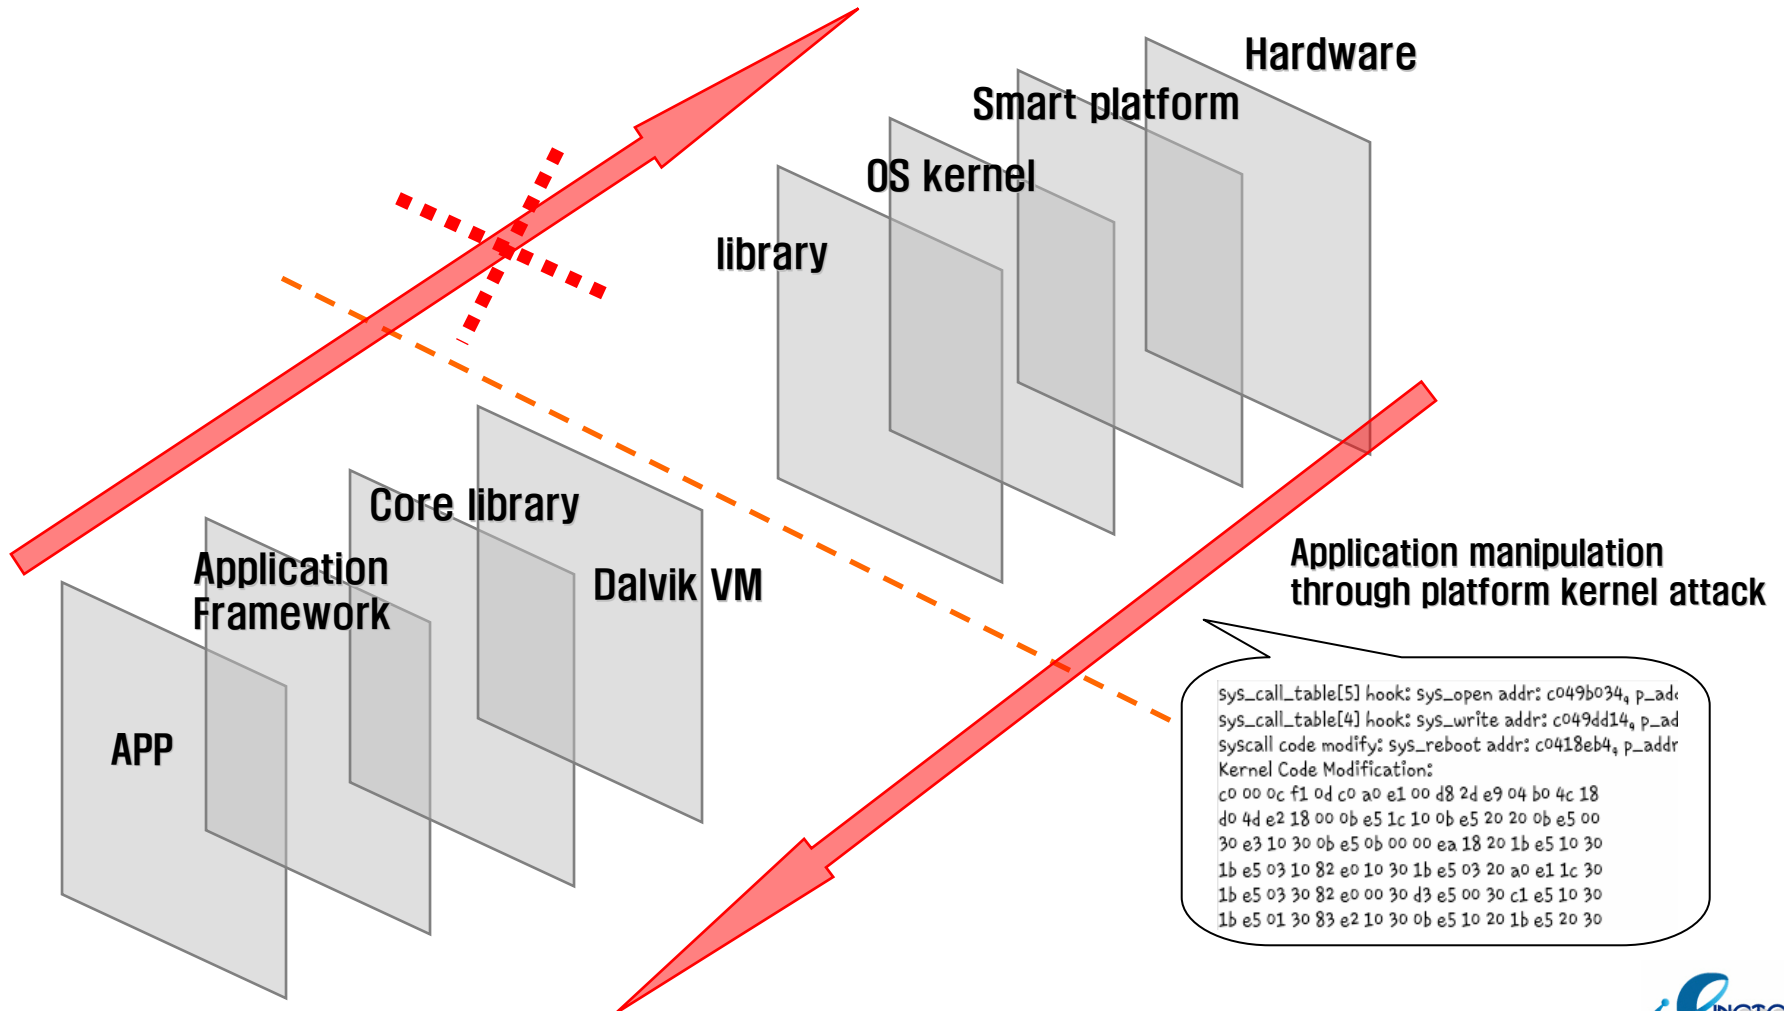 Hardware
Smart platform
OS kernel
library
Core library
Application
Framework
Dalvik VM
APP
Application manipulation
through platform kernel attack
sys_call_table[5] hook: sys_open addr: c049b034, p_add
sys_call_table[4] hook: sys_write addr: c049dd14, p_ad
syscall code modify: sys_reboot addr: c0418eb4, p_addr
Kernel Code Modification:
c0 00 0c f1 0d c0 a0 e1 00 d8 2d e9 04 b0 4c 18
d0 4d e2 18 00 0b e5 1c 10 0b e5 20 20 0b e5 00
30 e3 10 30 0b e5 0b 00 00 ea 18 20 1b e5 10 30
1b e5 03 10 82 e0 10 30 1b e5 03 20 a0 e1 1c 30
1b e5 03 30 82 e0 00 30 d3 e5 00 30 c1 e5 10 30
1b e5 01 30 83 e2 10 30 0b e5 10 20 1b e5 20 30